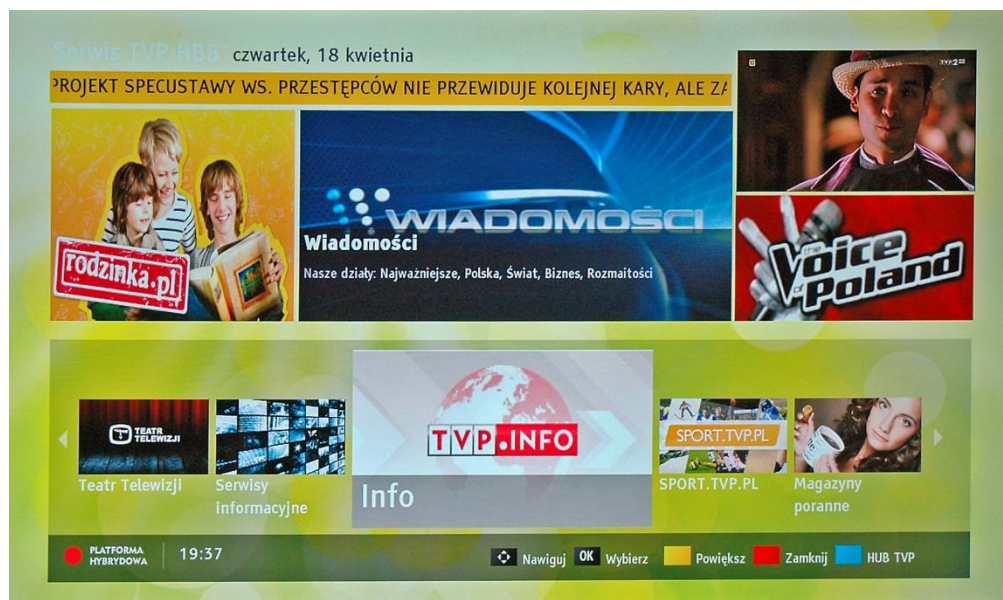 Serwis TVP HBB czwartek, 18 kwietnia
PROJEKT SPECUSTAWY WS. PRZESTĘPCÓW NIE PRZEWIDUJE KOLEJNEJ KARY, ALE
rodzinka.pl
WIADOMOŚCI
Wiadomości
Nasze działy: Najważniejsze, Polska, Świat, Biznes, Rozmaitości
TVP2
the Voice of Poland
TEATR
TELEWIZJI
Teatr Telewizji
Serwisy
informacyjne
TVP.INFO
Info
SPORT.TVP.PL
SPORT.TVP.PL
Magazyny
poranne
PLATFORMA
HYBRYDOWA
19:37
Nawiguj OK Wybierz Powiększ Zamknij HUB TVP